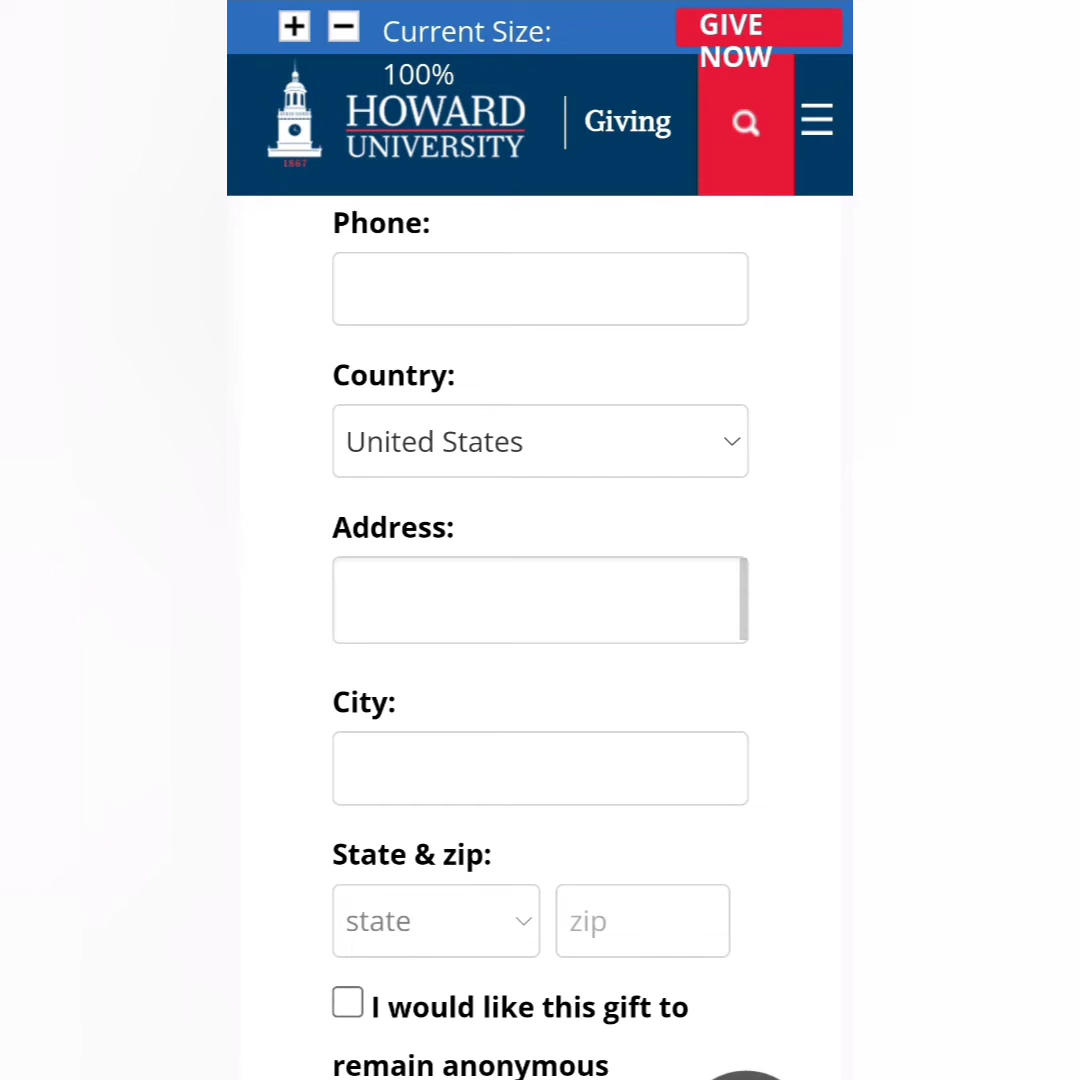 + − Current Size:
100%
GIVE
NOW
HOWARD
UNIVERSITY
1867
Giving
Phone:
Country:
United States
Address:
City:
State & zip:
state zip
I would like this gift to
remain anonymous